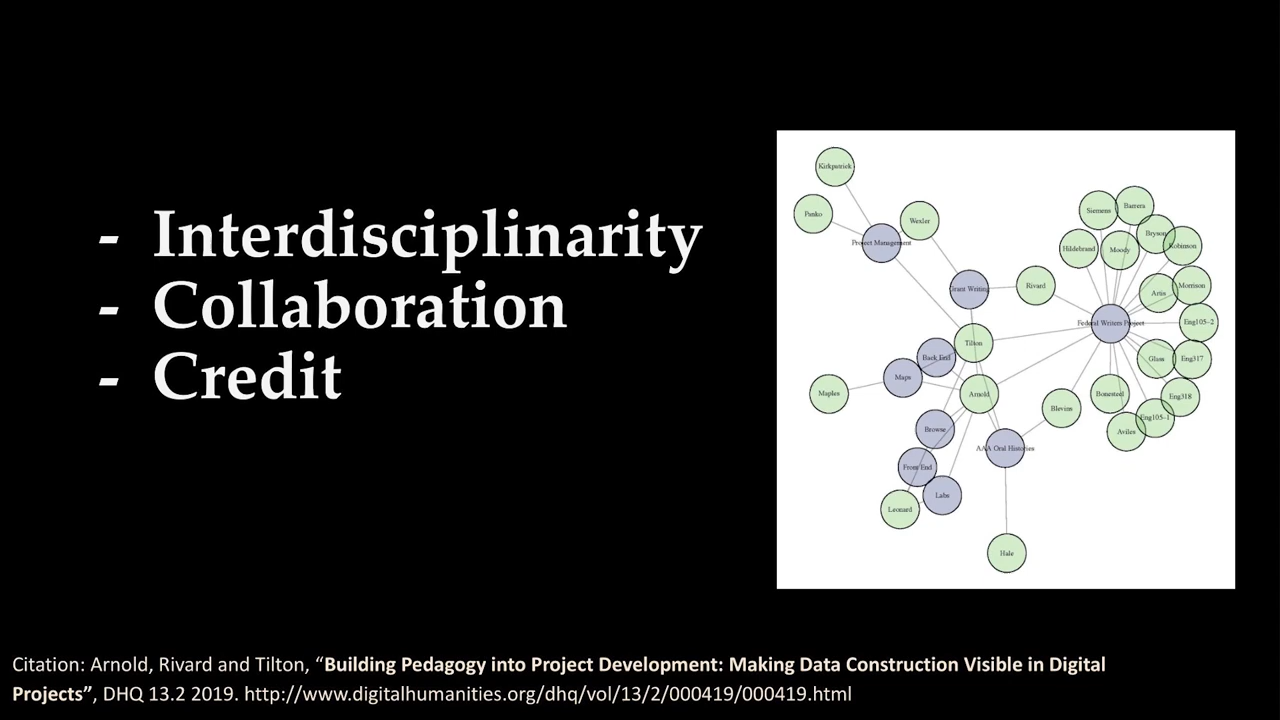 - Interdisciplinarity
- Collaboration
- Credit
Kirkpatrick
Panko
Wexler
Project Management
Grant Writing
Rivard
Siemens
Barrera
Bryson
Robinson
Hildebrand
Moody
Artis
Morrison
Federal Writers Project
Eng105-2
Glass
Eng317
Eng318
Bonesteel
Eng105-1
Aviles
Blevins
Tilton
Back End
Maps
Maples
Arnold
Browse
AAA Oral Histories
Front End
Labs
Leonard
Hale
Citation: Arnold, Rivard and Tilton, “Building Pedagogy into Project Development: Making Data Construction Visible in Digital
Projects”, DHQ 13.2 2019. http://www.digitalhumanities.org/dhq/vol/13/2/000419/000419.html